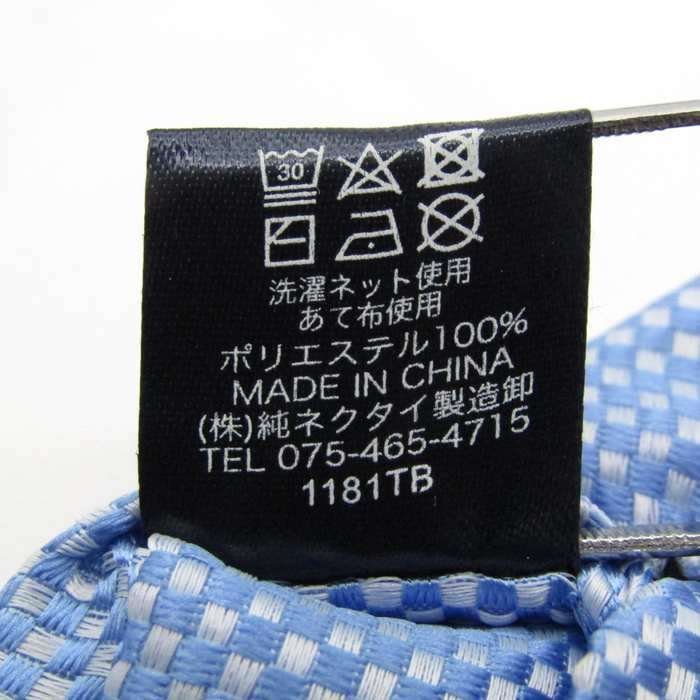 30
洗濯ネット使用
あて布使用
ポリエステル100%
MADE IN CHINA
(株)純ネクタイ製造卸
TEL 075-465-4715
1181TB